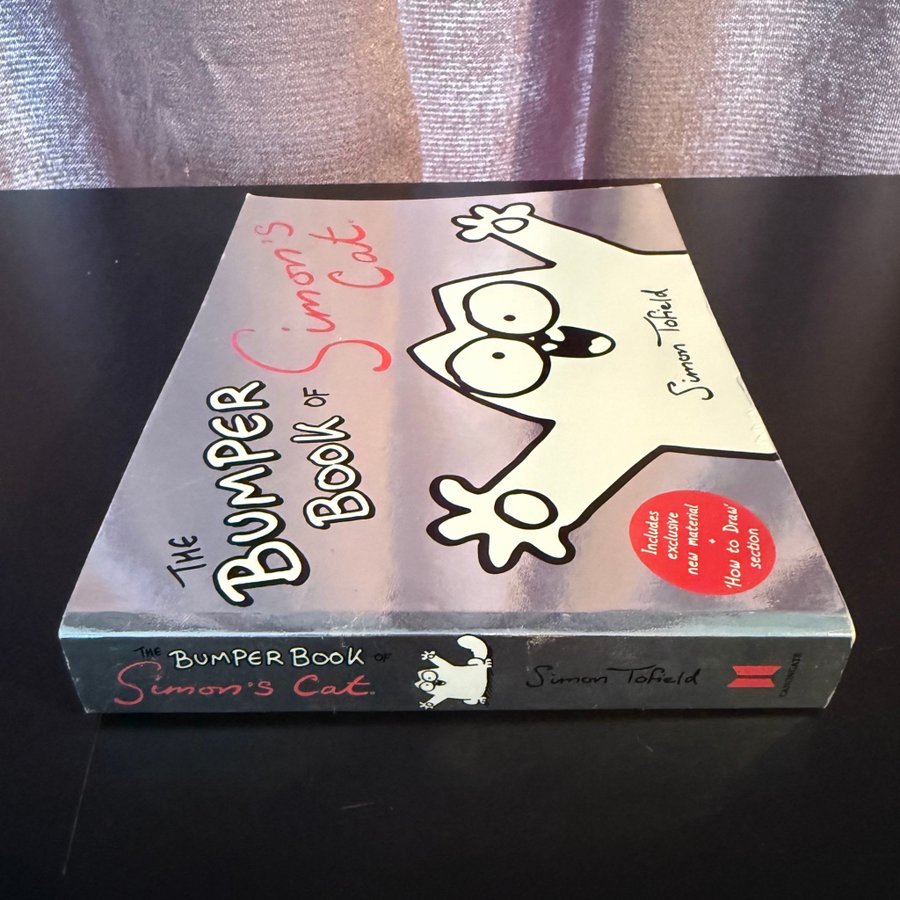 THE
BUMPER
BOOK OF
Simon's
Cat.
Simon Tofield
Includes
exclusive
new material
+
'How to Draw'
section
THE BUMPER BOOK OF
Simon's Cat.
Simon Tofield
CANONGATE